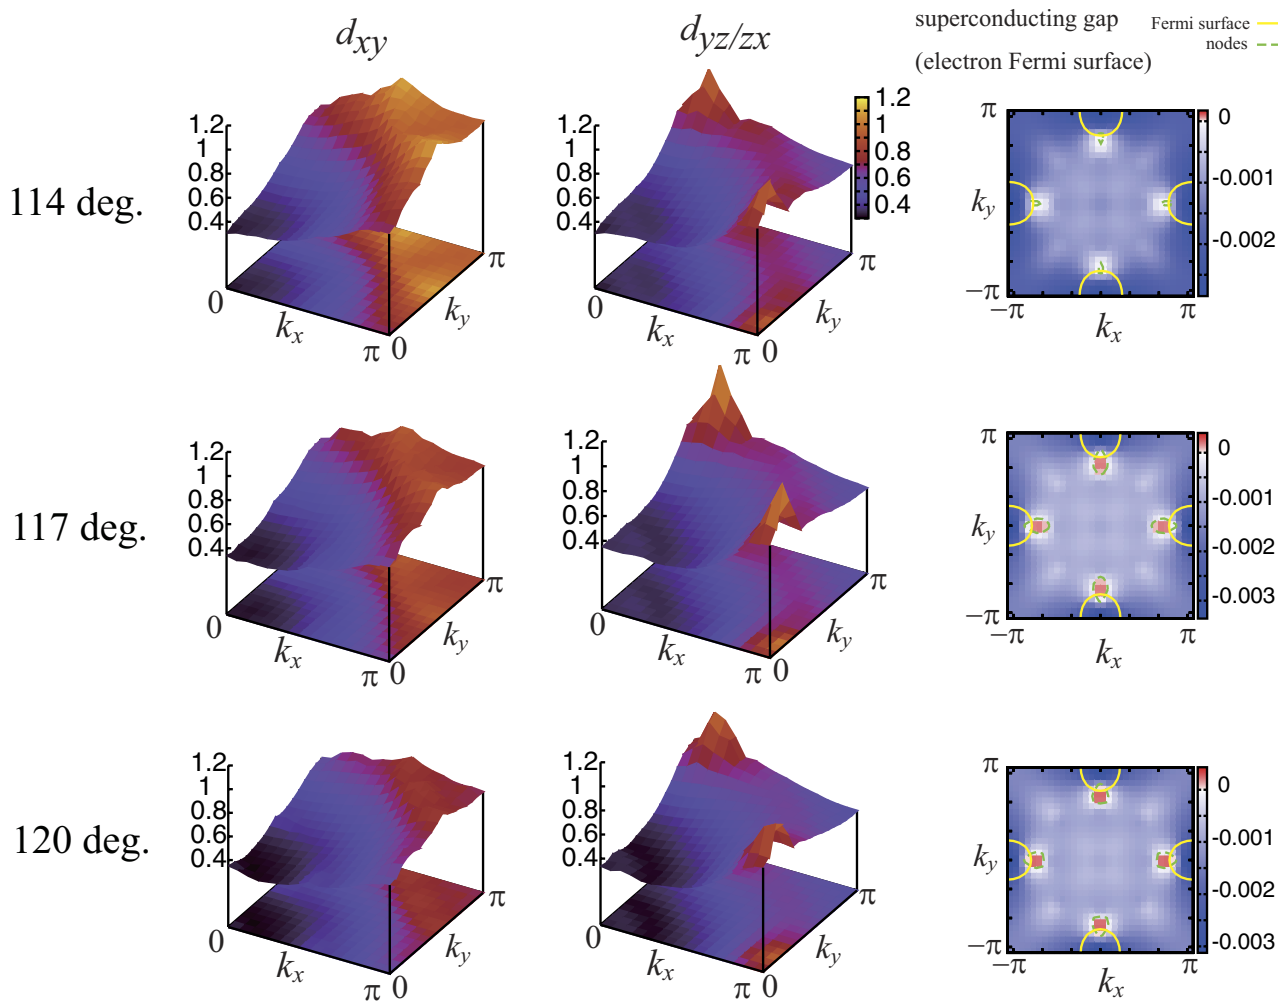 d_xy
d_yz/zx
superconducting gap
(electron Fermi surface)
Fermi surface
nodes
114 deg.
1.2
1
0.8
0.6
0.4
0
k_x
π
0
k_y
π
1.2
1
0.8
0.6
0.4
0
k_x
π
0
k_y
π
1.2
1
0.8
0.6
0.4
π
k_y
−π
−π
k_x
π
0
-0.001
-0.002
117 deg.
1.2
1
0.8
0.6
0.4
0
k_x
π
0
k_y
π
1.2
1
0.8
0.6
0.4
0
k_x
π
0
k_y
π
π
k_y
−π
−π
k_x
π
0
-0.001
-0.002
-0.003
120 deg.
1.2
1
0.8
0.6
0.4
0
k_x
π
0
k_y
π
1.2
1
0.8
0.6
0.4
0
k_x
π
0
k_y
π
π
k_y
−π
−π
k_x
π
0
-0.001
-0.002
-0.003